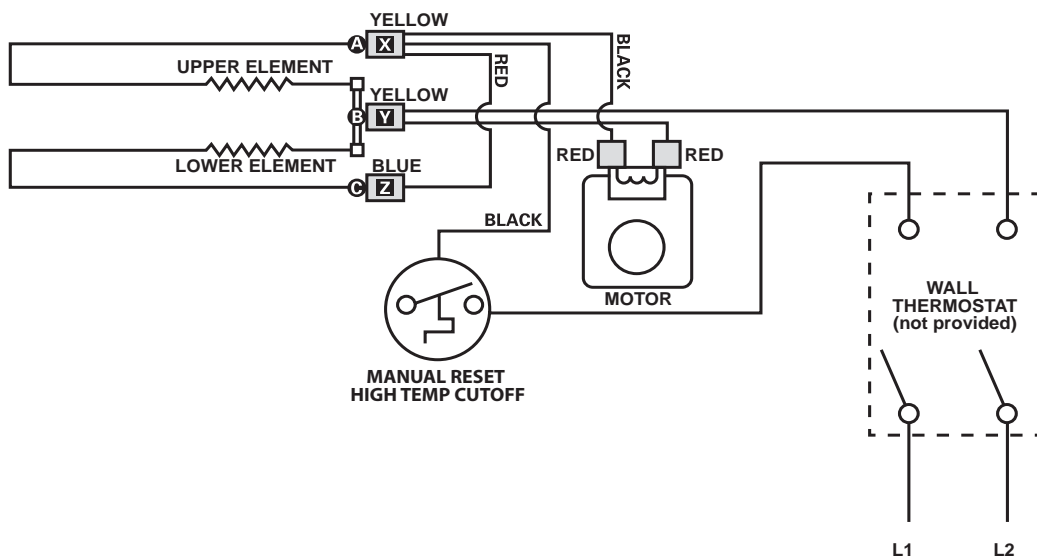 YELLOW
A
X
UPPER ELEMENT
RED
BLACK
YELLOW
B
Y
LOWER ELEMENT
BLUE
C
Z
RED
RED
BLACK
MOTOR
MANUAL RESET
HIGH TEMP CUTOFF
WALL
THERMOSTAT
(not provided)
L1
L2